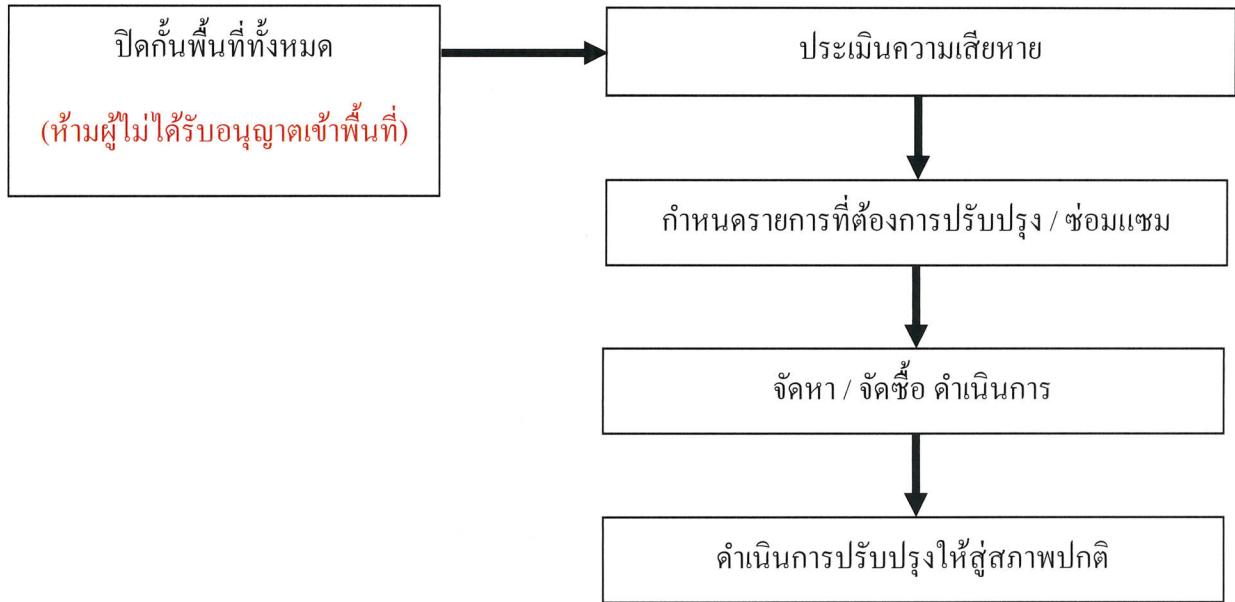 ปิดกั้นพื้นที่ทั้งหมด
(ห้ามผู้ไม่ได้รับอนุญาตเข้าพื้นที่)
ประเมินความเสียหาย
กำหนดรายการที่ต้องการปรับปรุง / ซ่อมแซม
จัดหา / จัดซื้อ ดำเนินการ
ดำเนินการปรับปรุงให้สู่สภาพปกติ